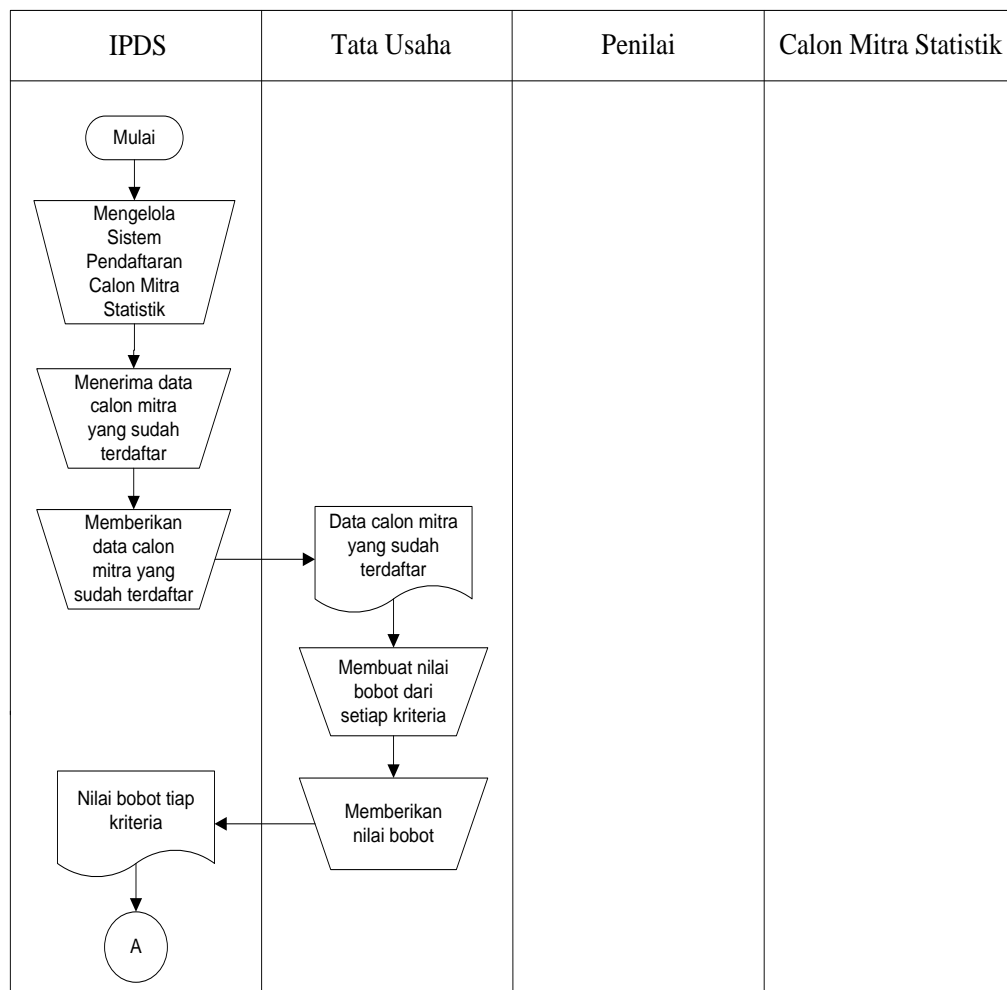 IPDS
Tata Usaha
Penilai
Calon Mitra Statistik
Mulai
Mengelola
Sistem
Pendaftaran
Calon Mitra
Statistik
Menerima data
calon mitra
yang sudah
terdaftar
Memberikan
data calon
mitra yang
sudah terdaftar
Data calon mitra
yang sudah
terdaftar
Membuat nilai
bobot dari
setiap kriteria
Memberikan
nilai bobot
Nilai bobot tiap
kriteria
A